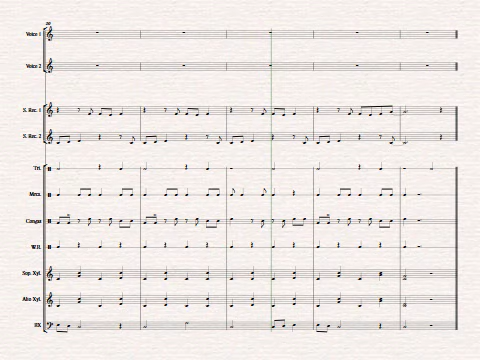 Voice 1
Voice 2
S. Rec. 1
S. Rec. 2
Tri.
Mrcs.
Congas
W.B.
Sop. Xyl.
Alto Xyl.
BX